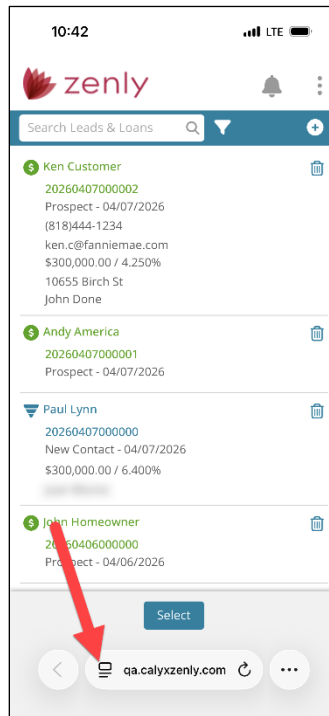 10:42
LTE
zenly
Search Leads & Loans
Ken Customer
20260407000002
Prospect - 04/07/2026
(818)444-1234
ken.c@fanniemae.com
$300,000.00 / 4.250%
10655 Birch St
John Done
Andy America
20260407000001
Prospect - 04/07/2026
Paul Lynn
20260407000000
New Contact - 04/07/2026
$300,000.00 / 6.400%
John Homeowner
20260406000000
Prospect - 04/06/2026
Select
qa.calyxzenly.com